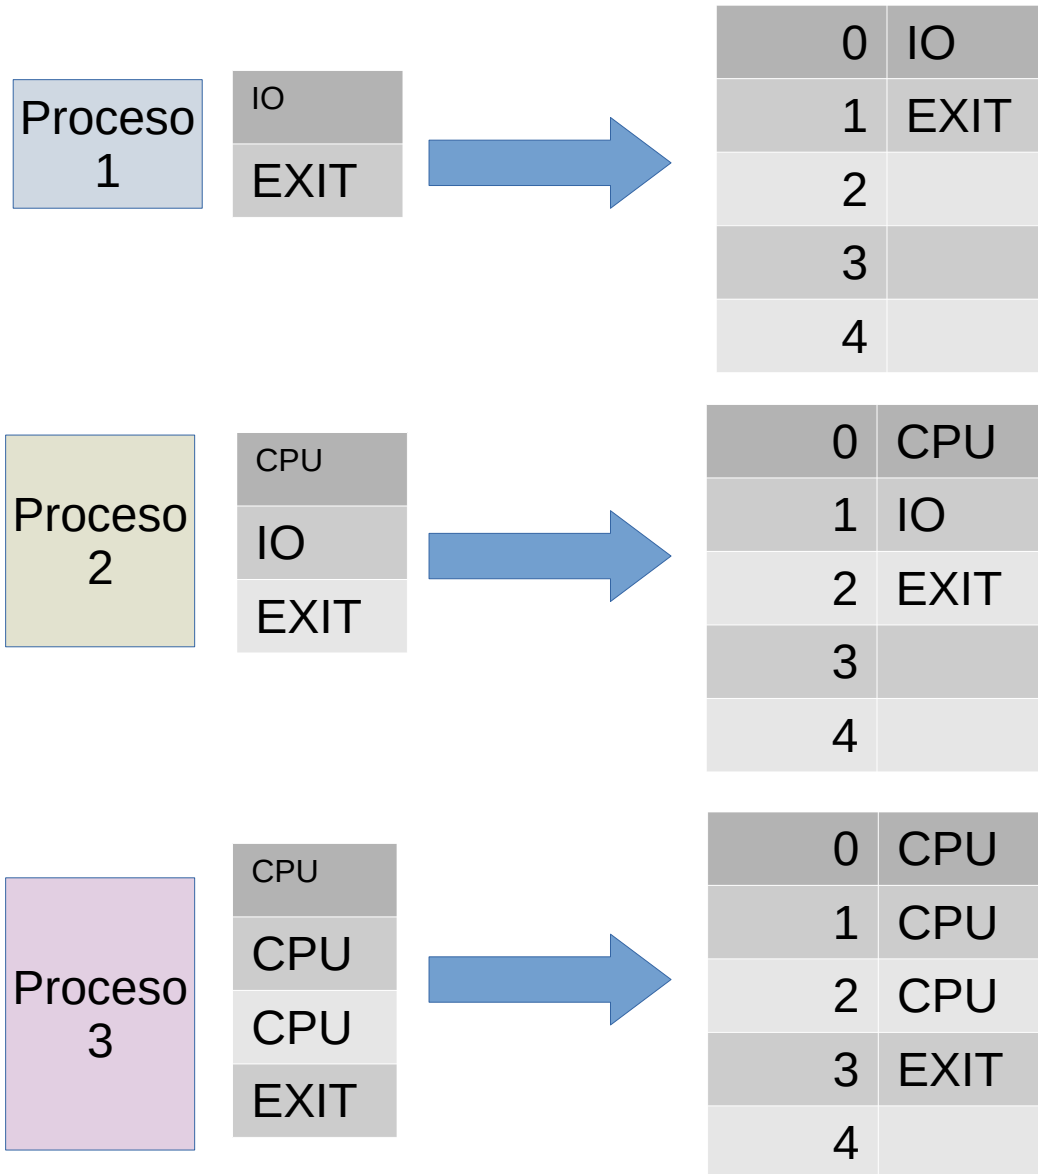 Proceso
1
IO
EXIT
0 IO
1 EXIT
2
3
4
Proceso
2
CPU
IO
EXIT
0 CPU
1 IO
2 EXIT
3
4
Proceso
3
CPU
CPU
CPU
EXIT
0 CPU
1 CPU
2 CPU
3 EXIT
4